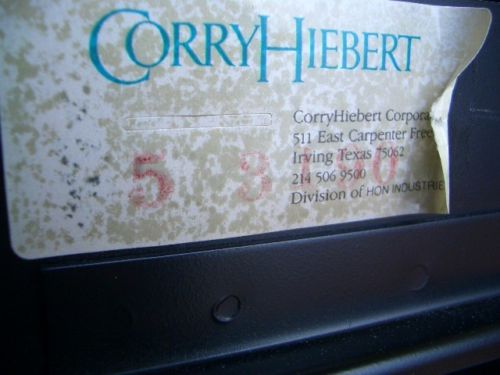 CORRYHIEBERT
CorryHiebert Corpora
511 East Carpenter Free
Irving Texas 75062
214 506 9500
Division of HON INDUSTRIE
5 3